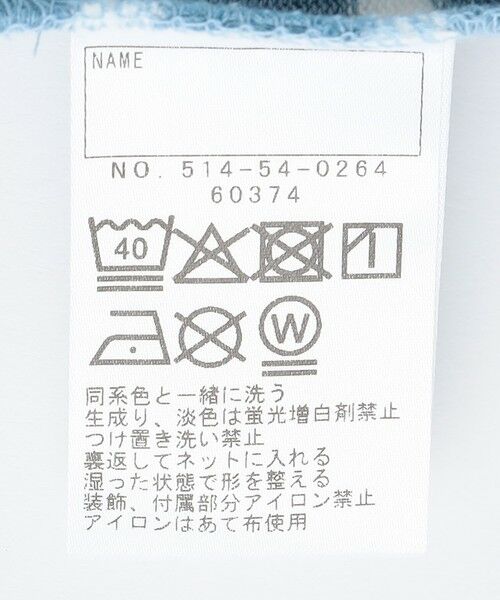 NAME
NO. 514-54-0264
60374
40
W
同系色と一緒に洗う
生成り、淡色は蛍光増白剤禁止
つけ置き洗い禁止
裏返してネットに入れる
湿った状態で形を整える
装飾、付属部分アイロン禁止
アイロンはあて布使用